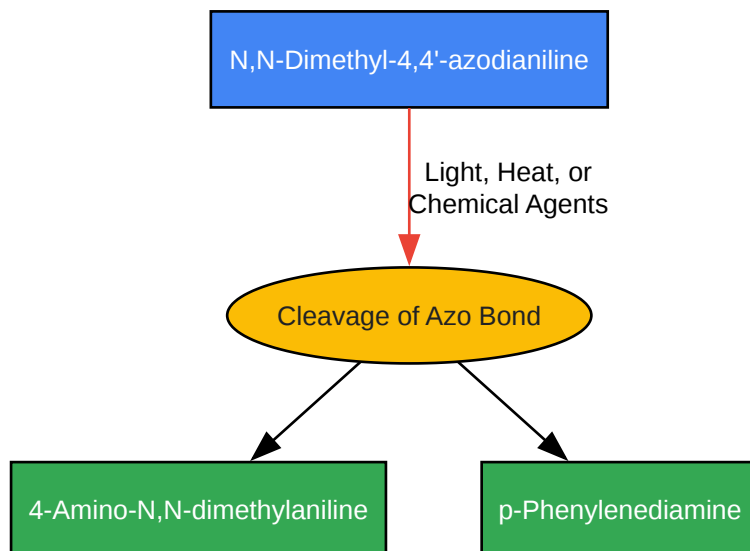 N,N-Dimethyl-4,4'-azodianiline
Light, Heat, or
Chemical Agents
Cleavage of Azo Bond
4-Amino-N,N-dimethylaniline
p-Phenylenediamine